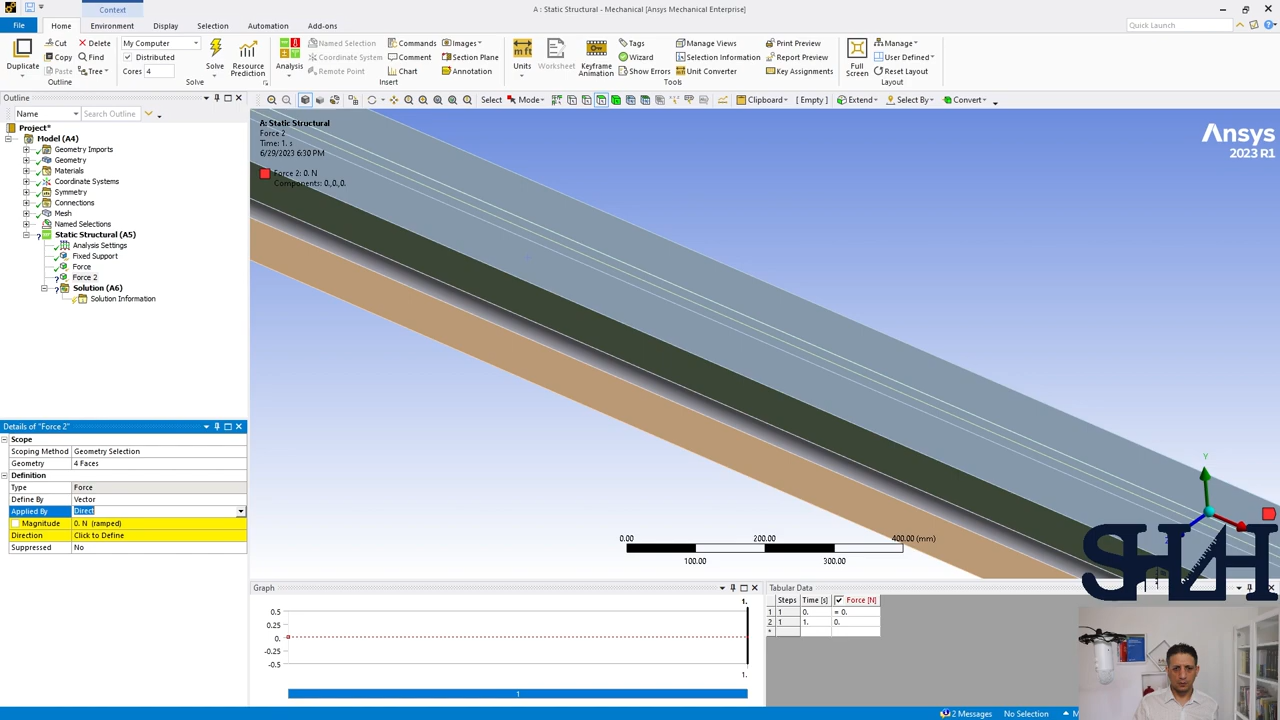 Context
A : Static Structural - Mechanical [Ansys Mechanical Enterprise]
File Home Environment Display Selection Automation Add-ons
Quick Launch
Duplicate
Cut
Copy
Paste
Delete
Find
Tree
Outline
My Computer
Distributed
Cores 4
Solve
Resource Prediction
Solve
Analysis
Named Selection
Coordinate System
Remote Point
Commands
Comment
Chart
Images
Section Plane
Annotation
Insert
Units
Worksheet
Keyframe Animation
Tags
Wizard
Show Errors
Manage Views
Selection Information
Unit Converter
Print Preview
Report Preview
Key Assignments
Tools
Full Screen
Manage
User Defined
Reset Layout
Layout
Outline
Name
Search Outline
Select Mode
Clipboard [ Empty ] Extend Select By Convert
Project*
Model (A4)
Geometry Imports
Geometry
Materials
Coordinate Systems
Symmetry
Connections
Mesh
Named Selections
Static Structural (A5)
Analysis Settings
Fixed Support
Force
Force 2
Solution (A6)
Solution Information
A: Static Structural
Force 2
Time: 1. s
6/29/2023 6:30 PM
Force 2: 0. N
Components: 0.,0.,0.
Ansys
2023 R1
Y
0.00 200.00 400.00 (mm)
100.00 300.00
Details of "Force 2"
Scope
Scoping Method Geometry Selection
Geometry 4 Faces
Definition
Type Force
Define By Vector
Applied By Direct
Magnitude 0. N (ramped)
Direction Click to Define
Suppressed No
Graph
1.
0.5
0.25
0.
-0.25
-0.5
1.
1
Tabular Data
Steps Time [s] Force [N]
1 1 0. = 0.
2 1 1. 0.
*
2 Messages No Selection